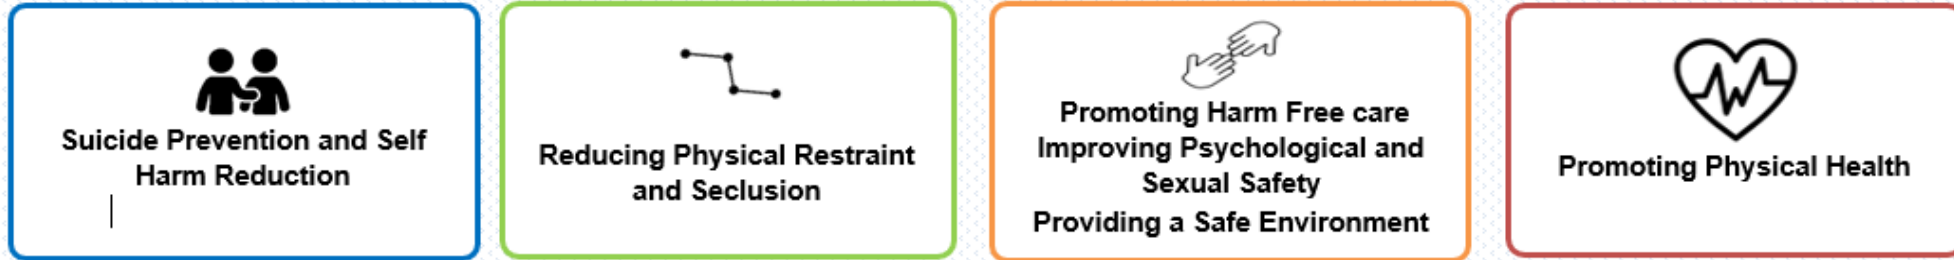 Suicide Prevention and Self
Harm Reduction
Reducing Physical Restraint
and Seclusion
Promoting Harm Free care
Improving Psychological and
Sexual Safety
Providing a Safe Environment
Promoting Physical Health